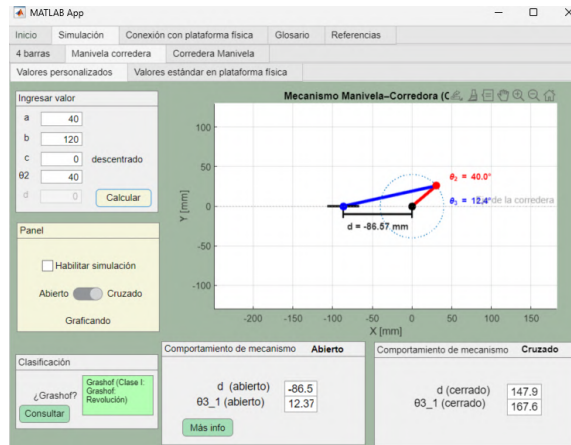 MATLAB App
Inicio Simulación Conexión con plataforma física Glosario Referencias
4 barras Manivela corredera Corredera Manivela
Valores personalizados Valores estándar en plataforma física
Ingresar valor
a 40
b 120
c 0 descentrado
θ2 40
d 0 Calcular
Panel
Habilitar simulación
Abierto Cruzado
Graficando
Clasificación
¿Grashof?
Grashof (Clase I:
Grashof:
Revolución)
Consultar
Mecanismo Manivela–Corredora (C
100
50
0
-50
-100
Y [mm]
θ₂ = 40.0°
θ₃ = 12.4°
de la corredera
d = -86.57 mm
-200 -150 -100 -50 0 50 100 150
X [mm]
Comportamiento de mecanismo Abierto
d (abierto) -86.5
θ3_1 (abierto) 12.37
Más info
Comportamiento de mecanismo Cruzado
d (cerrado) 147.9
θ3_1 (cerrado) 167.6